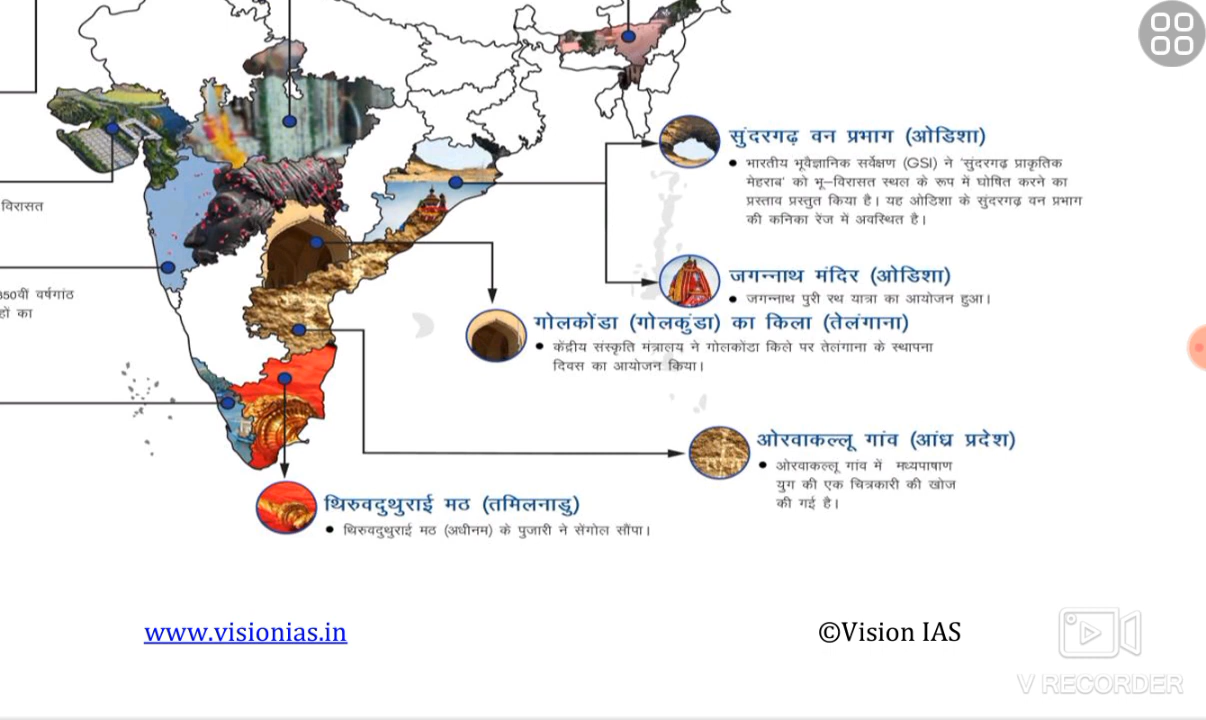 सुंदरगढ़ वन प्रभाग (ओडिशा)
● भारतीय भूवैज्ञानिक सर्वेक्षण (GSI) ने 'सुंदरगढ़ प्राकृतिक
मेहराब' को भू-विरासत स्थल के रूप में घोषित करने का
प्रस्ताव प्रस्तुत किया है। यह ओडिशा के सुंदरगढ़ वन प्रभाग
की कनिका रेंज में अवस्थित है।
विरासत
जगन्नाथ मंदिर (ओडिशा)
● जगन्नाथ पुरी रथ यात्रा का आयोजन हुआ।
350वीं वर्षगांठ
हों का
गोलकोंडा (गोलकुंडा) का किला (तेलंगाना)
● केंद्रीय संस्कृति मंत्रालय ने गोलकोंडा किले पर तेलंगाना के स्थापना
दिवस का आयोजन किया।
ओरवाकल्लू गांव (आंध्र प्रदेश)
● ओरवाकल्लू गांव में मध्यपाषाण
युग की एक चित्रकारी की खोज
की गई है।
थिरुवदुथुराई मठ (तमिलनाडु)
● थिरुवदुथुराई मठ (अधीनम) के पुजारी ने सेंगोल सौंपा।
www.visionias.in
©Vision IAS
V RECORDER